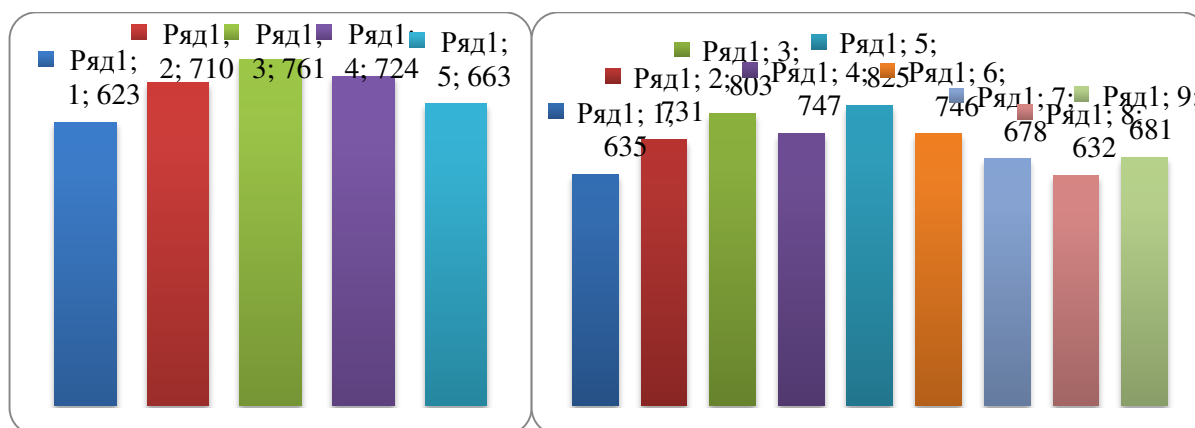 Ряд1;
1; 623
Ряд1;
2; 710
Ряд1;
3; 761
Ряд1;
4; 724
Ряд1;
5; 663
Ряд1; 1;
635
Ряд1; 2;
731
Ряд1; 3;
803
Ряд1; 4;
747
Ряд1; 5;
825
Ряд1; 6;
746
Ряд1; 7;
678
Ряд1; 8;
632
Ряд1; 9;
681